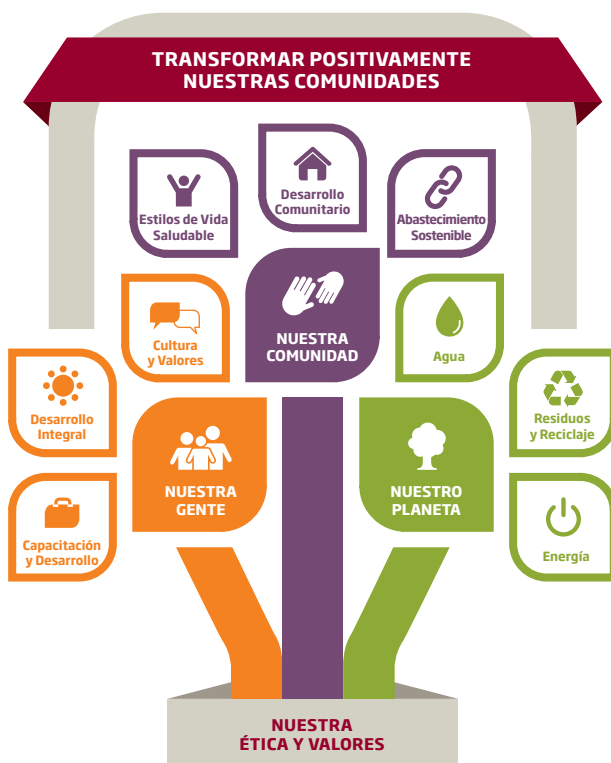 TRANSFORMAR POSITIVAMENTE
NUESTRAS COMUNIDADES
Estilos de Vida
Saludable
Desarrollo
Comunitario
Abastecimiento
Sostenible
Cultura
y Valores
NUESTRA
COMUNIDAD
Agua
Desarrollo
Integral
Residuos
y Reciclaje
NUESTRA
GENTE
NUESTRO
PLANETA
Capacitación
y Desarrollo
Energía
NUESTRA
ÉTICA Y VALORES